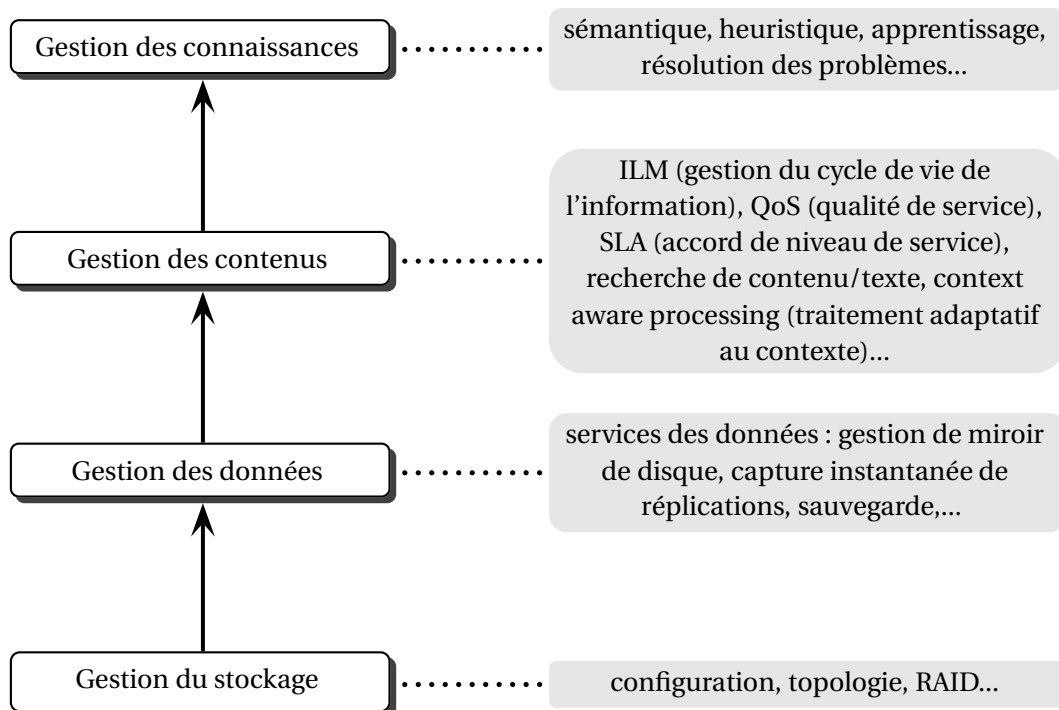 Gestion des connaissances
sémantique, heuristique, apprentissage,
résolution des problèmes...
Gestion des contenus
ILM (gestion du cycle de vie de
l'information), QoS (qualité de service),
SLA (accord de niveau de service),
recherche de contenu/texte, context
aware processing (traitement adaptatif
au contexte)...
Gestion des données
services des données : gestion de miroir
de disque, capture instantanée de
réplications, sauvegarde,...
Gestion du stockage
configuration, topologie, RAID...